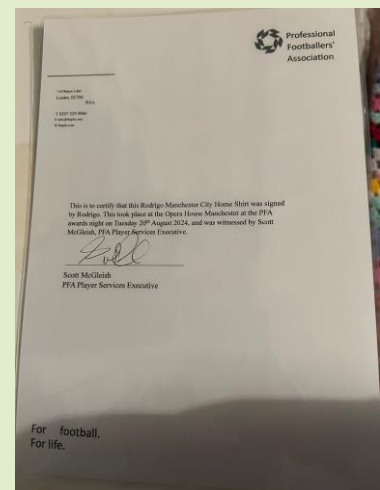 Professional
Footballers'
Association
This is to certify that this Rodrigo Manchester City Home Shirt was signed
by Rodrigo. This took place at the Opera House Manchester at the PFA
awards night on Tuesday 20th August 2024, and was witnessed by Scott
McGleish, PFA Player Services Executive.
Scott McGleish
PFA Player Services Executive
For football.
For life.